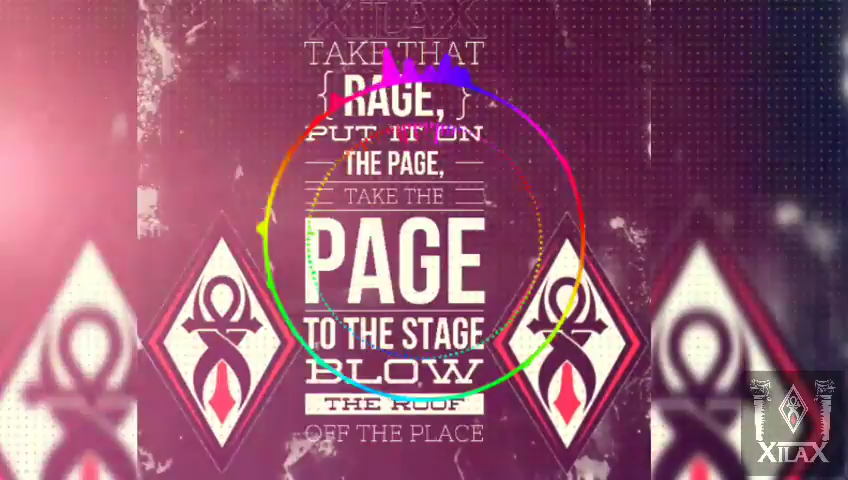 XILAX
TAKE THAT
{RAGE,}
PUT IT ON
THE PAGE,
TAKE THE
PAGE
TO THE STAGE
BLOW
THE ROOF
OFF THE PLACE
XILAX